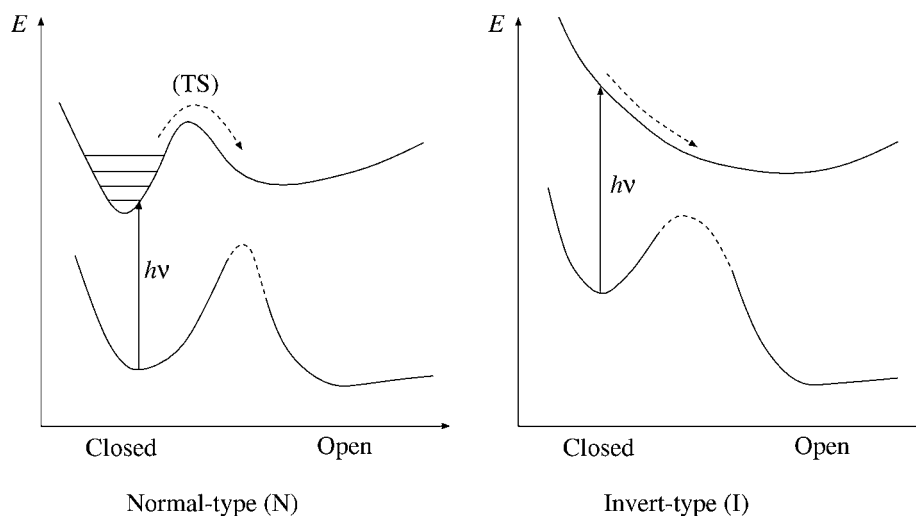 E
(TS)
hν
Closed
Open
Normal-type (N)
E
hν
Closed
Open
Invert-type (I)